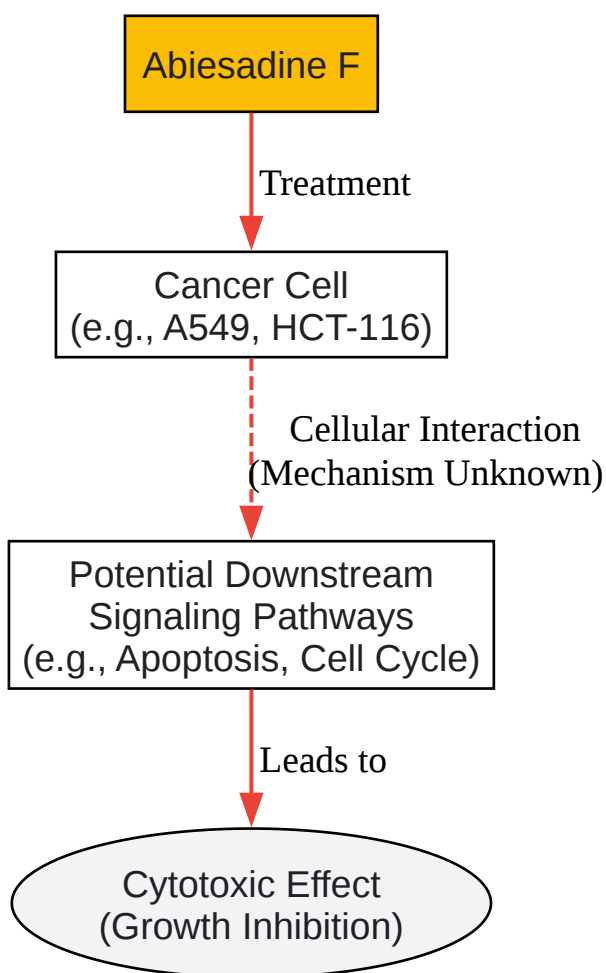 Abiesadine F
Treatment
Cancer Cell
(e.g., A549, HCT-116)
Cellular Interaction
(Mechanism Unknown)
Potential Downstream
Signaling Pathways
(e.g., Apoptosis, Cell Cycle)
Leads to
Cytotoxic Effect
(Growth Inhibition)